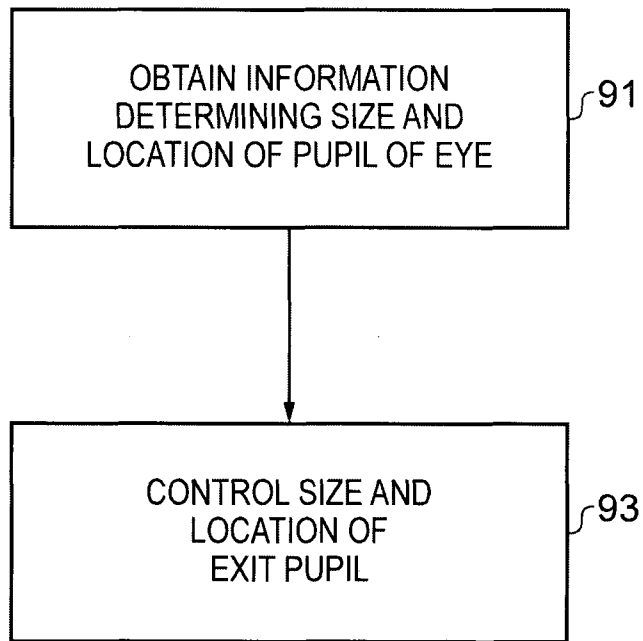 OBTAIN INFORMATION
DETERMINING SIZE AND
LOCATION OF PUPIL OF EYE
91
CONTROL SIZE AND
LOCATION OF
EXIT PUPIL
93